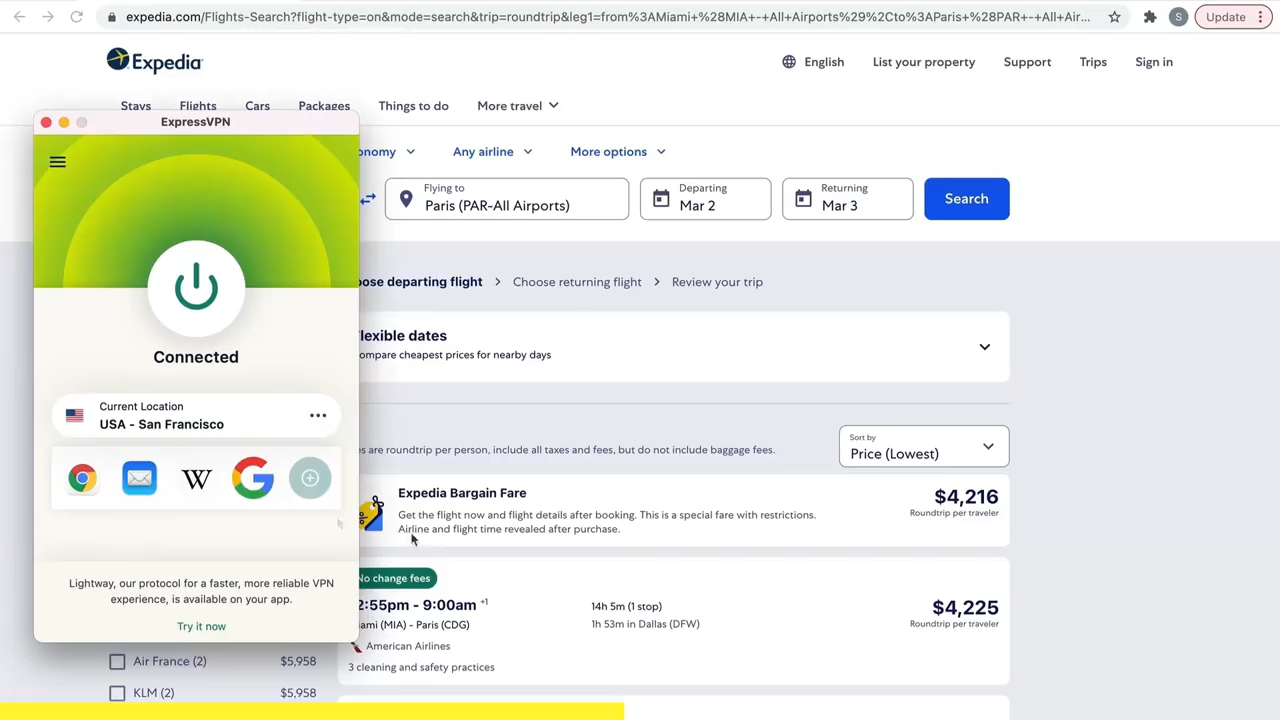 expedia.com/Flights-Search?flight-type=on&mode=search&trip=roundtrip&leg1=from%3AMiami+%28MIA+-+All+Airports%29%2Cto%3AParis+%28PAR+-+All+Air...
S
Update
Expedia
English
List your property
Support
Trips
Sign in
Stays
Flights
Cars
Packages
Things to do
More travel
ExpressVPN
onomy
Any airline
More options
Flying to
Paris (PAR-All Airports)
Departing
Mar 2
Returning
Mar 3
Search
oose departing flight
Choose returning flight
Review your trip
lexible dates
ompare cheapest prices for nearby days
Connected
Current Location
USA - San Francisco
W
G
es are roundtrip per person, include all taxes and fees, but do not include baggage fees.
Sort by
Price (Lowest)
Expedia Bargain Fare
Get the flight now and flight details after booking. This is a special fare with restrictions.
Airline and flight time revealed after purchase.
$4,216
Roundtrip per traveler
No change fees
2:55pm - 9:00am +1
ami (MIA) - Paris (CDG)
American Airlines
3 cleaning and safety practices
14h 5m (1 stop)
1h 53m in Dallas (DFW)
$4,225
Roundtrip per traveler
Lightway, our protocol for a faster, more reliable VPN
experience, is available on your app.
Try it now
Air France (2)
$5,958
KLM (2)
$5,958